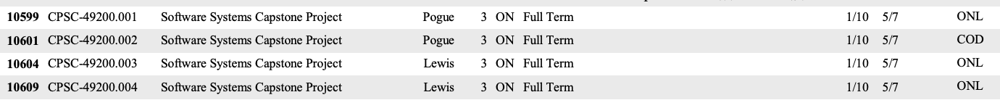 10599 CPSC-49200.001 Software Systems Capstone Project Pogue 3 ON Full Term 1/10 5/7 ONL
10601 CPSC-49200.002 Software Systems Capstone Project Pogue 3 ON Full Term 1/10 5/7 COD
10604 CPSC-49200.003 Software Systems Capstone Project Lewis 3 ON Full Term 1/10 5/7 ONL
10609 CPSC-49200.004 Software Systems Capstone Project Lewis 3 ON Full Term 1/10 5/7 ONL